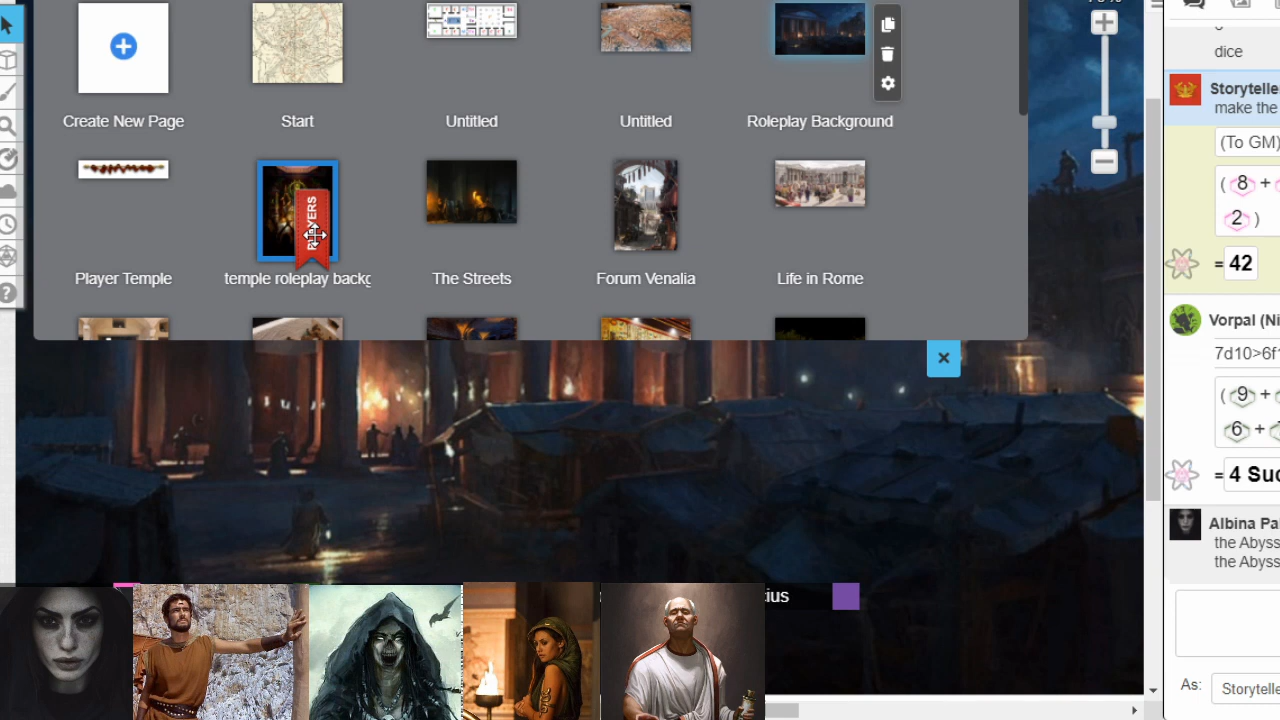 Create New Page
Start
Untitled
Untitled
Roleplay Background
Player Temple
temple roleplay backg
The Streets
Forum Venalia
Life in Rome
cius
dice
Storytelle
make the
(To GM)
( 8 +
2 )
= 42
Vorpal (Ni
7d10>6f
( 9 +
6 +
= 4 Suc
Albina Pa
the Abyss
the Abyss
As:
Storytelle